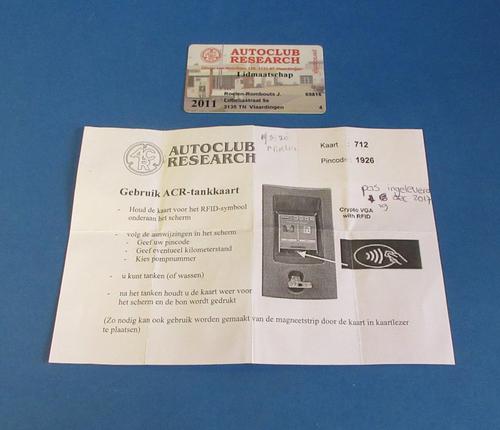 AUTOCLUB
RESEARCH
Lidmaatschap
Roelen-Rombouts J. 69816
2011
3135 TN Vlaardingen 4
AUTOCLUB
RESEARCH
Kaart : 712
Pincode: 1926
Gebruik ACR-tankkaart
pas ingeleverd
DEC 2017
Crypto VGA
with RFID
- Houd de kaart voor het RFID-symbool
onderaan het scherm
- volg de aanwijzingen in het scherm
- Geef uw pincode
- Geef eventueel kilometerstand
- Kies pompnummer
- u kunt tanken (of wassen)
- na het tanken houdt u de kaart weer voor
het scherm en de bon wordt gedrukt
(Zo nodig kan ook gebruik worden gemaakt van de magneetstrip door de kaart in kaartlezer
te plaatsen)